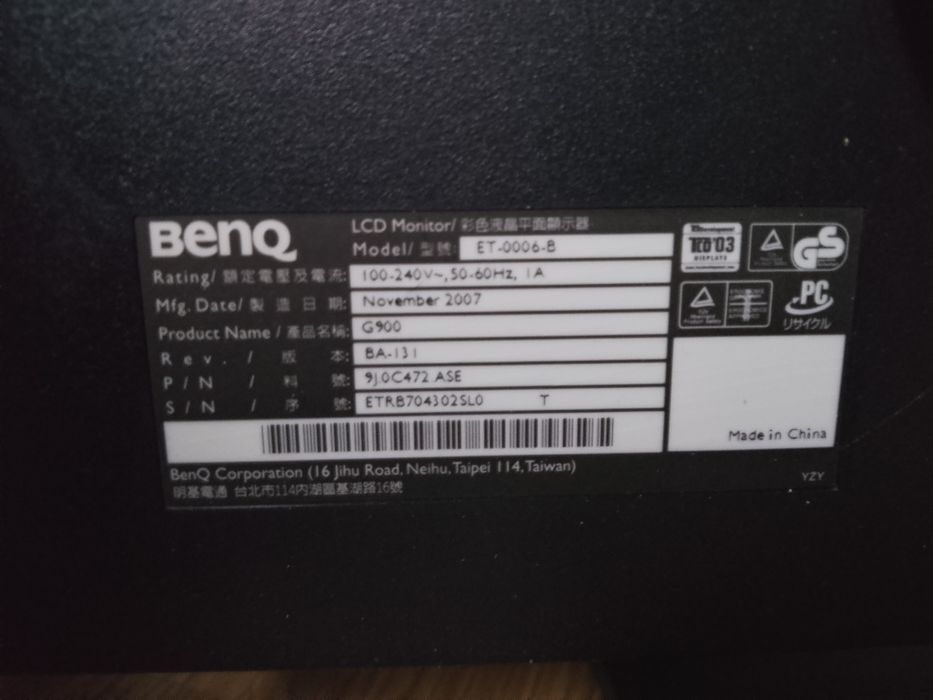 BenQ
LCD Monitor/ 彩色液晶平面顯示器
Model/ 型號: ET-0006-B
Rating/ 額定電壓及電流: 100-240V~, 50-60Hz, 1A
Mfg. Date/ 製造日期: November 2007
Product Name / 產品名稱: G900
Rev. / 版本: BA-131
P/N / 料號: 9J.0C472.ASE
S/N / 序號: ETRB704302SL0 T
TCO'03
DISPLAYS
GS
PC
リサイクル
Made in China
BenQ Corporation (16 Jihu Road, Neihu, Taipei 114, Taiwan)
明基電通 台北市114內湖區基湖路16號
YZY